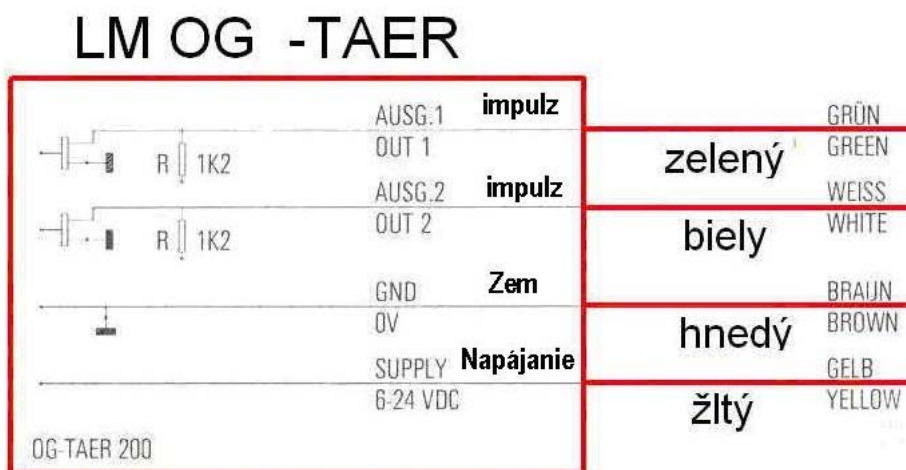 LM OG -TAER
AUSG.1 impulz GRÜN
OUT 1 zelený GREEN
R 1K2
AUSG.2 impulz WEISS
OUT 2 biely WHITE
R 1K2
GND Zem BRAUN
0V hnedý BROWN
SUPPLY Napájanie GELB
6-24 VDC žltý YELLOW
OG-TAER 200